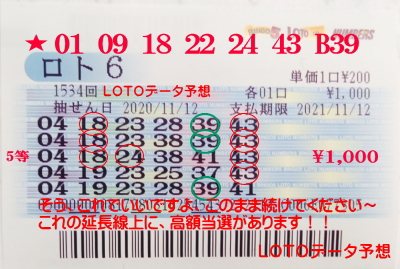 LOTO NUMBERS
★ 01 09 18 22 24 43 B39
ロト6
単価1口¥200
1534回 LOTOデータ予想 各01口 ¥1,000
抽せん日 2020/11/12 支払期限 2021/11/12
04 18 23 28 39 43
04 18 23 38 39 43
5等 04 18 24 38 41 43 ¥1,000
04 19 23 28 37 43
04 19 23 28 39 41
そう、これでいいですよ、このまま続けてください～
これの延長線上に、高額当選があります！！
LOTOデータ予想